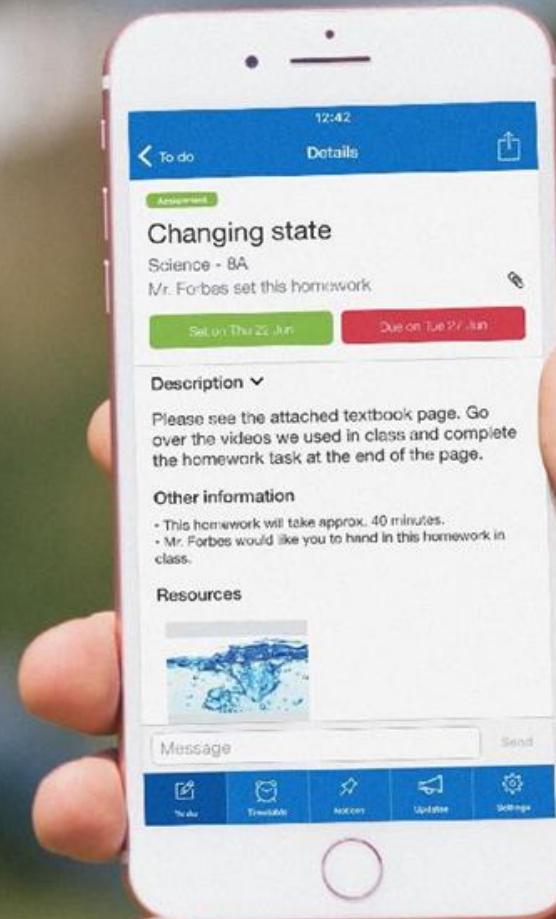 12:42
To do
Details
Assignment
Changing state
Science - 8A
Mr. Forbes set this homework
Set on Thu 22 Jun
Due on Tue 27 Jun
Description
Please see the attached textbook page. Go
over the videos we used in class and complete
the homework task at the end of the page.
Other information
• This homework will take approx. 40 minutes.
• Mr. Forbes would like you to hand in this homework in
class.
Resources
Message
Send
To do
Timetable
Notices
Updates
Settings